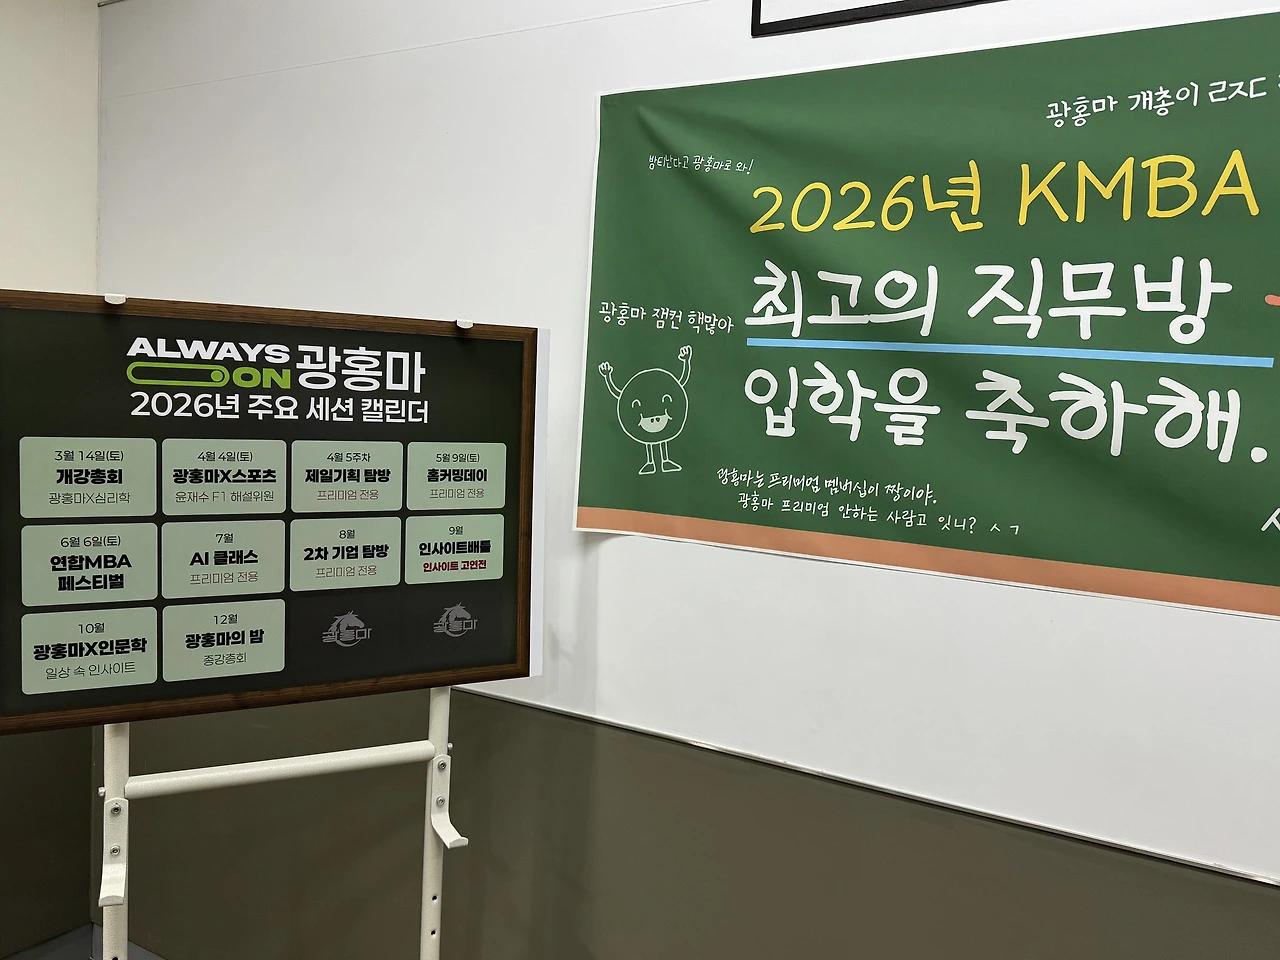 ALWAYS
ON 광홍마
2026년 주요 세션 캘린더
3월 14일(토)
개강총회
광홍마X심리학
4월 4일(토)
광홍마X스포츠
윤재수 F1 해설위원
4월 5주차
제일기획 탐방
프리미엄 전용
5월 9일(토)
홈커밍데이
프리미엄 전용
6월 6일(토)
연합MBA
페스티벌
7월
AI 클래스
프리미엄 전용
8월
2차 기업 탐방
프리미엄 전용
9월
인사이트배틀
인사이트 고연전
10월
광홍마X인문학
일상 속 인사이트
12월
광홍마의 밤
종강총회
광홍마
광홍마
광홍마 개총이 ㄹㅈㄷ
밤티난다고 광홍마로 와!
2026년 KMBA
최고의 직무방
광홍마 잼컨 핵많아
입학을 축하해.
광홍마는 프리미엄 멤버십이 짱이야.
광홍마 프리미엄 안하는 사람고 잇니? ㅅㄱ